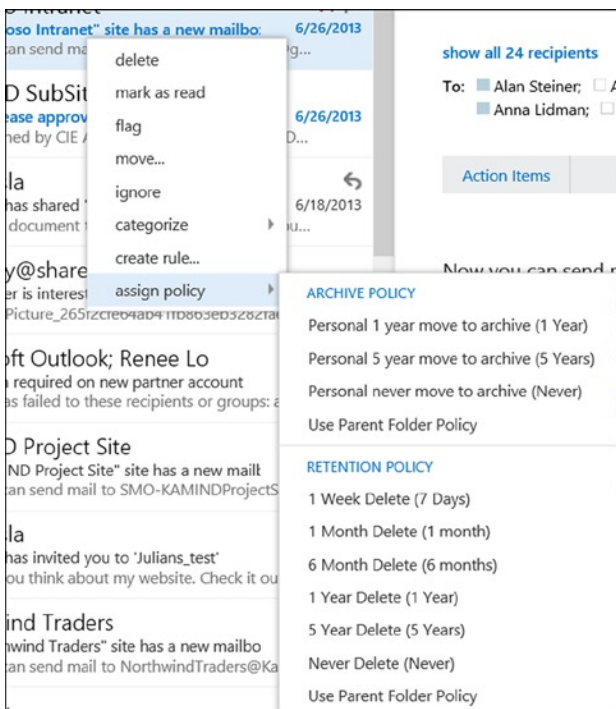 oso Intranet" site has a new mailbo: 6/26/2013
can send ma
delete
show all 24 recipients
To: Alan Steiner;
Anna Lidman;
D SubSit
mark as read
ease approv 6/26/2013
flag
ned by CIE
move...
la
ignore
has shared 6/18/2013
document
categorize
Action Items
create rule...
y@share
er is interest
assign policy
Now you can send
ARCHIVE POLICY
Personal 1 year move to archive (1 Year)
Personal 5 year move to archive (5 Years)
Personal never move to archive (Never)
Use Parent Folder Policy
RETENTION POLICY
1 Week Delete (7 Days)
1 Month Delete (1 month)
6 Month Delete (6 months)
1 Year Delete (1 Year)
5 Year Delete (5 Years)
Never Delete (Never)
Use Parent Folder Policy
oft Outlook; Renee Lo
required on new partner account
as failed to these recipients or groups:
D Project Site
ND Project Site" site has a new mailb
can send mail to SMO-KAMINDProjectS
la
has invited you to 'Julians_test'
ou think about my website. Check it ou
ind Traders
hwind Traders" site has a new mailbo
can send mail to NorthwindTraders@Ka